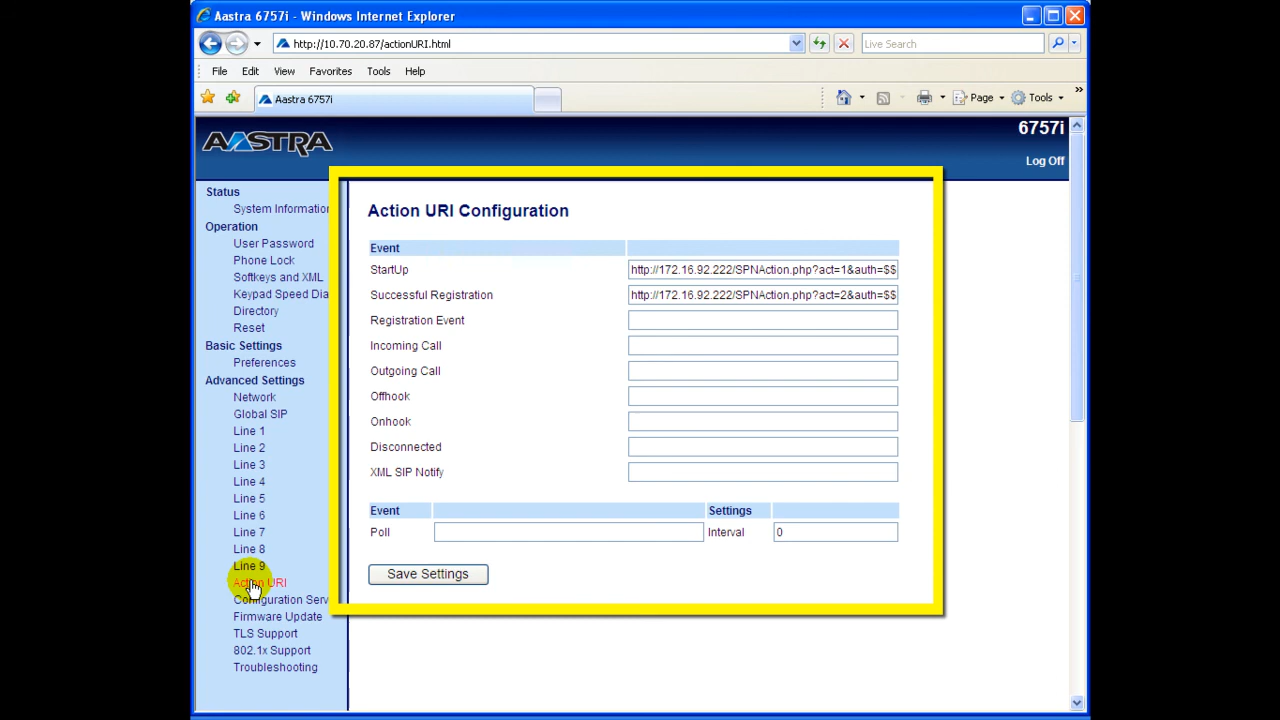 Aastra 6757i - Windows Internet Explorer
http://10.70.20.87/actionURI.html
Live Search
File Edit View Favorites Tools Help
Aastra 6757i
Page Tools »
AASTRA
6757i
Log Off
Status
System Information
Operation
User Password
Phone Lock
Softkeys and XML
Keypad Speed Dia
Directory
Reset
Basic Settings
Preferences
Advanced Settings
Network
Global SIP
Line 1
Line 2
Line 3
Line 4
Line 5
Line 6
Line 7
Line 8
Line 9
Action URI
Configuration Serv
Firmware Update
TLS Support
802.1x Support
Troubleshooting
Action URI Configuration
Event
StartUp http://172.16.92.222/SPNAction.php?act=1&auth=$$
Successful Registration http://172.16.92.222/SPNAction.php?act=2&auth=$$
Registration Event
Incoming Call
Outgoing Call
Offhook
Onhook
Disconnected
XML SIP Notify
Event Settings
Poll Interval 0
Save Settings